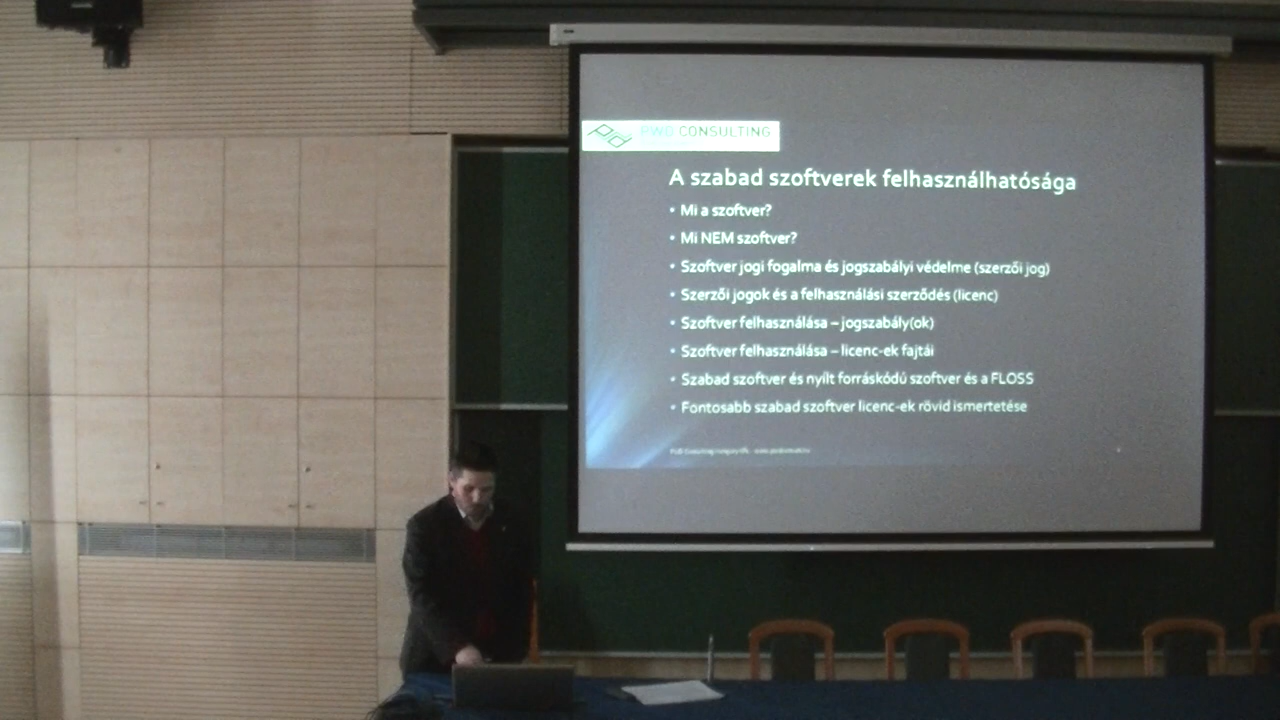 PWD CONSULTING
A szabad szoftverek felhasználhatósága
• Mi a szoftver?
• Mi NEM szoftver?
• Szoftver jogi fogalma és jogszabályi védelme (szerzői jog)
• Szerzői jogok és a felhasználási szerződés (licenc)
• Szoftver felhasználása – jogszabály(ok)
• Szoftver felhasználása – licenc-ek fajtái
• Szabad szoftver és nyílt forráskódú szoftver és a FLOSS
• Fontosabb szabad szoftver licenc-ek rövid ismertetése